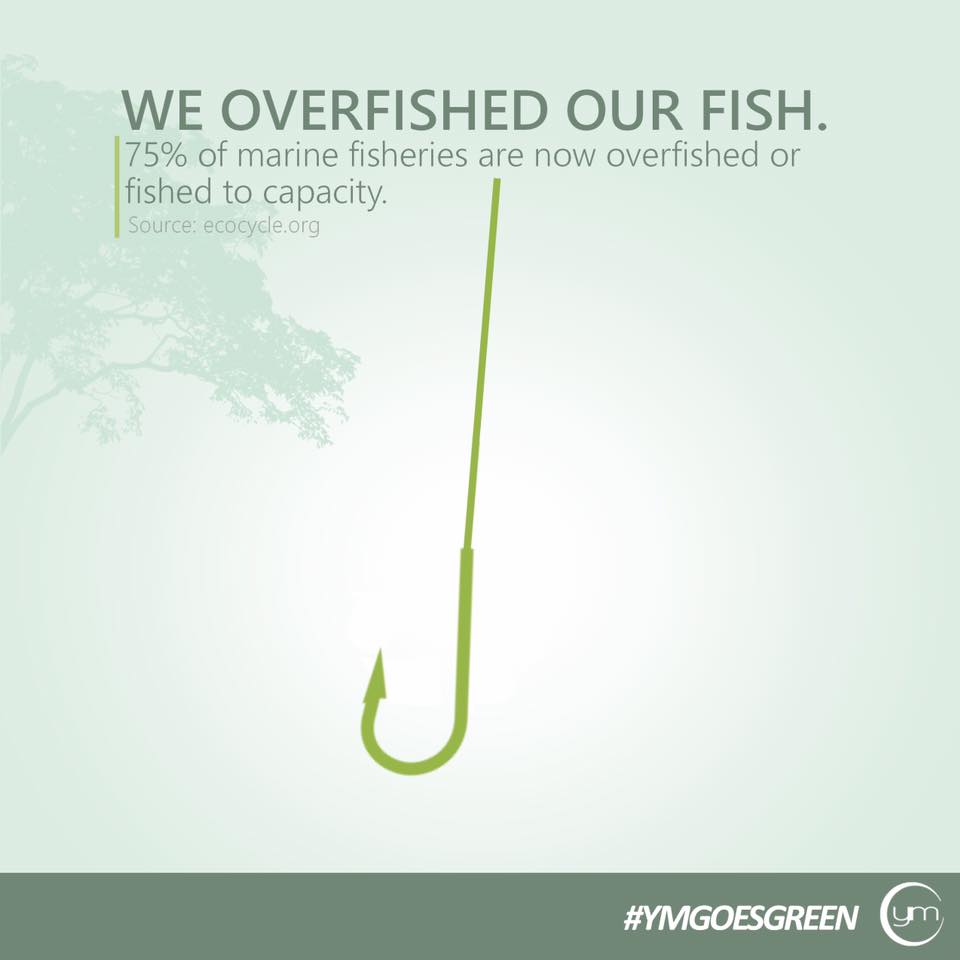 WE OVERFISHED OUR FISH.
75% of marine fisheries are now overfished or
fished to capacity.
Source: ecocycle.org
#YMGOESGREEN
ym